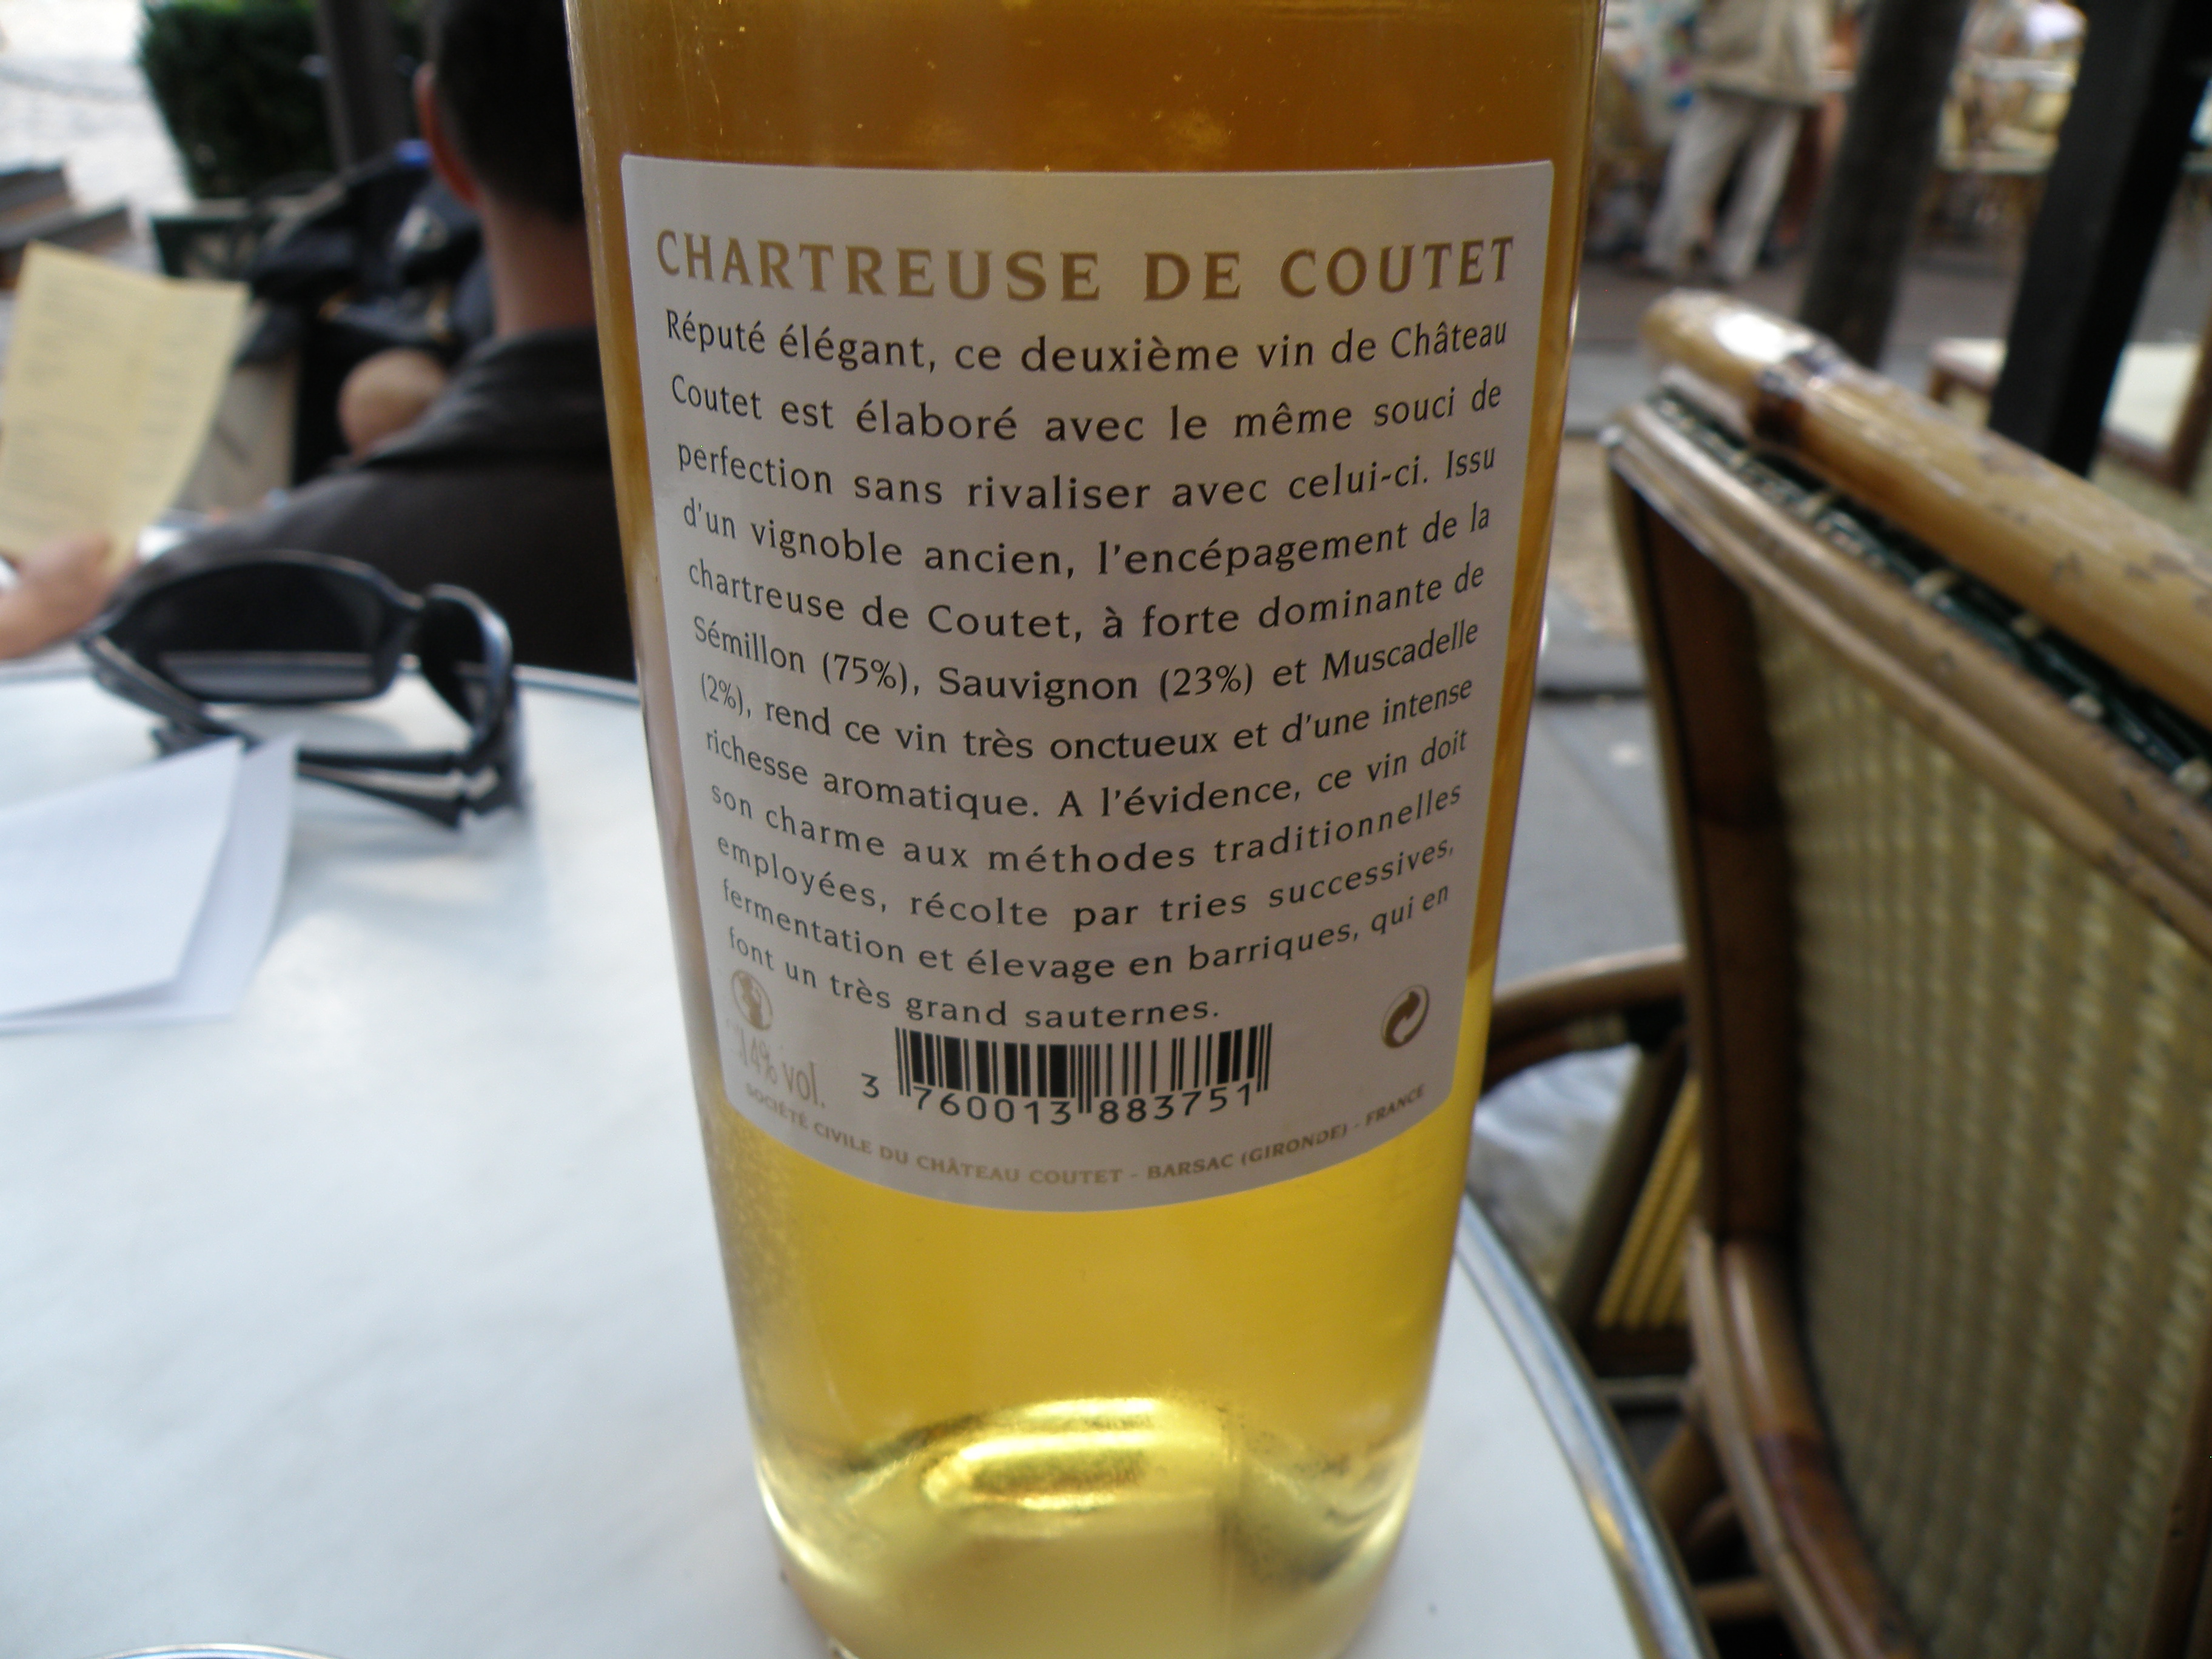 CHARTREUSE DE COUTET
Réputé élégant, ce deuxième vin de Château
Coutet est élaboré avec le même souci de
perfection sans rivaliser avec celui-ci. Issu
d'un vignoble ancien, l'encépagement de la
chartreuse de Coutet, à forte dominante de
Sémillon (75%), Sauvignon (23%) et Muscadelle
(2%), rend ce vin très onctueux et d'une intense
richesse aromatique. A l'évidence, ce vin doit
son charme aux méthodes traditionnelles
employées, récolte par tries successives,
fermentation et élevage en barriques, qui en
font un très grand sauternes.
14% vol.
3 760013 883751
SOCIÉTÉ CIVILE DU CHÂTEAU COUTET - BARSAC (GIRONDE) - FRANCE